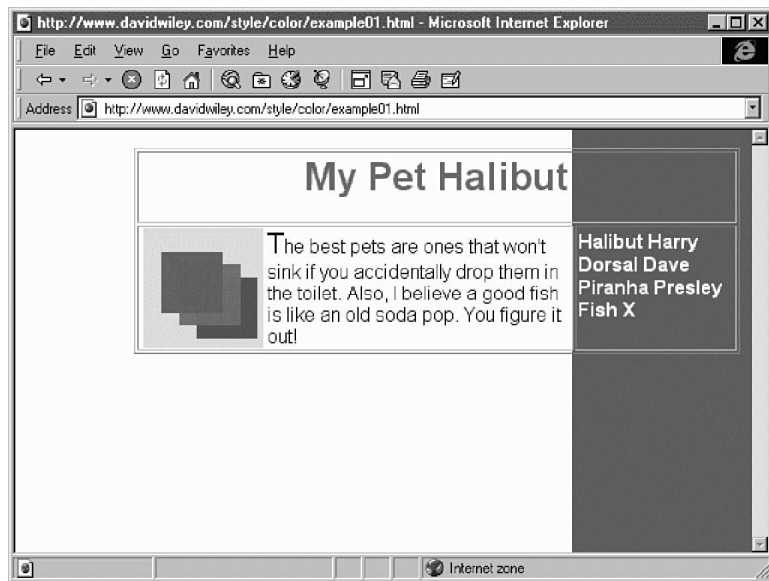 http://www.davidwiley.com/style/color/example01.html - Microsoft Internet Explorer
File Edit View Go Favorites Help
Address http://www.davidwiley.com/style/color/example01.html
My Pet Halibut
The best pets are ones that won't
sink if you accidentally drop them in
the toilet. Also, I believe a good fish
is like an old soda pop. You figure it
out!
Halibut Harry
Dorsal Dave
Piranha Presley
Fish X
Internet zone